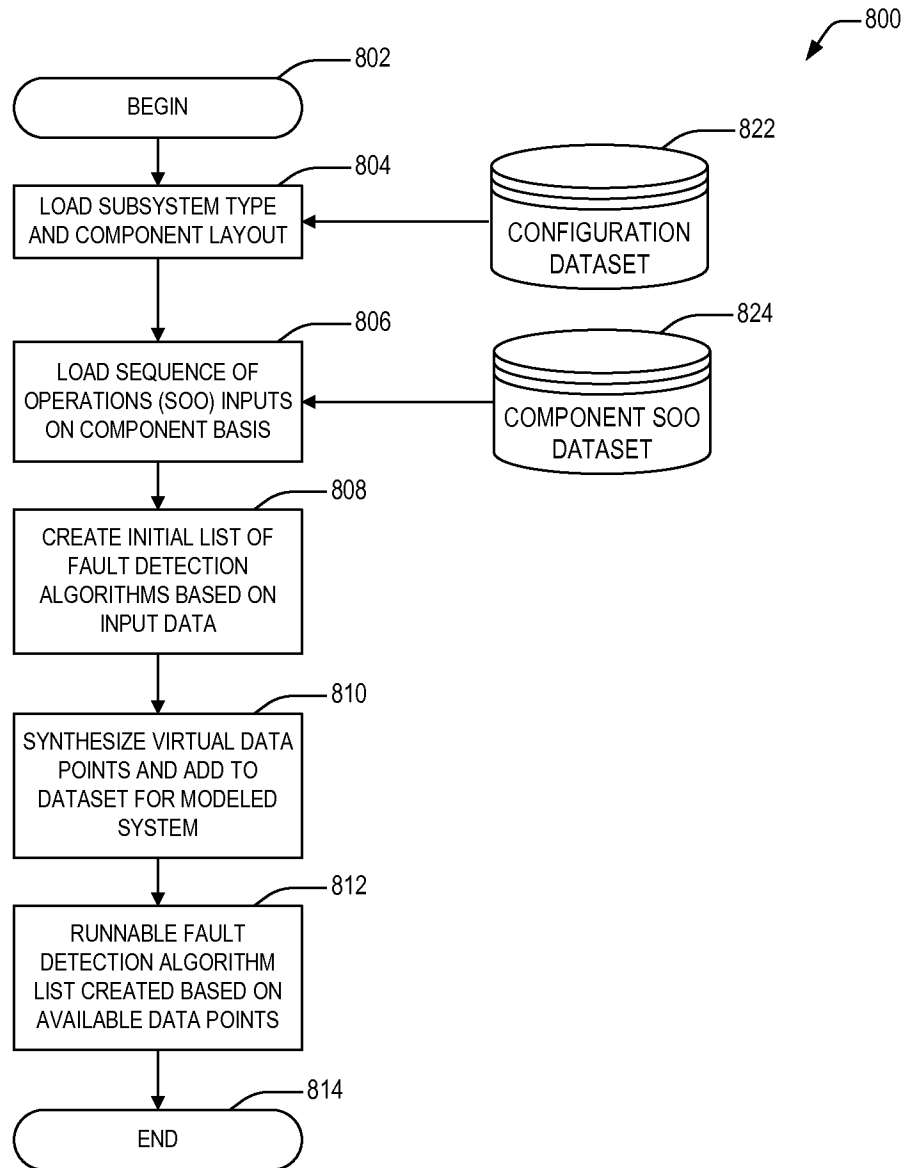 800
802
BEGIN
804
LOAD SUBSYSTEM TYPE
AND COMPONENT LAYOUT
822
CONFIGURATION
DATASET
806
LOAD SEQUENCE OF
OPERATIONS (SOO) INPUTS
ON COMPONENT BASIS
824
COMPONENT SOO
DATASET
808
CREATE INITIAL LIST OF
FAULT DETECTION
ALGORITHMS BASED ON
INPUT DATA
810
SYNTHESIZE VIRTUAL DATA
POINTS AND ADD TO
DATASET FOR MODELED
SYSTEM
812
RUNNABLE FAULT
DETECTION ALGORITHM
LIST CREATED BASED ON
AVAILABLE DATA POINTS
814
END